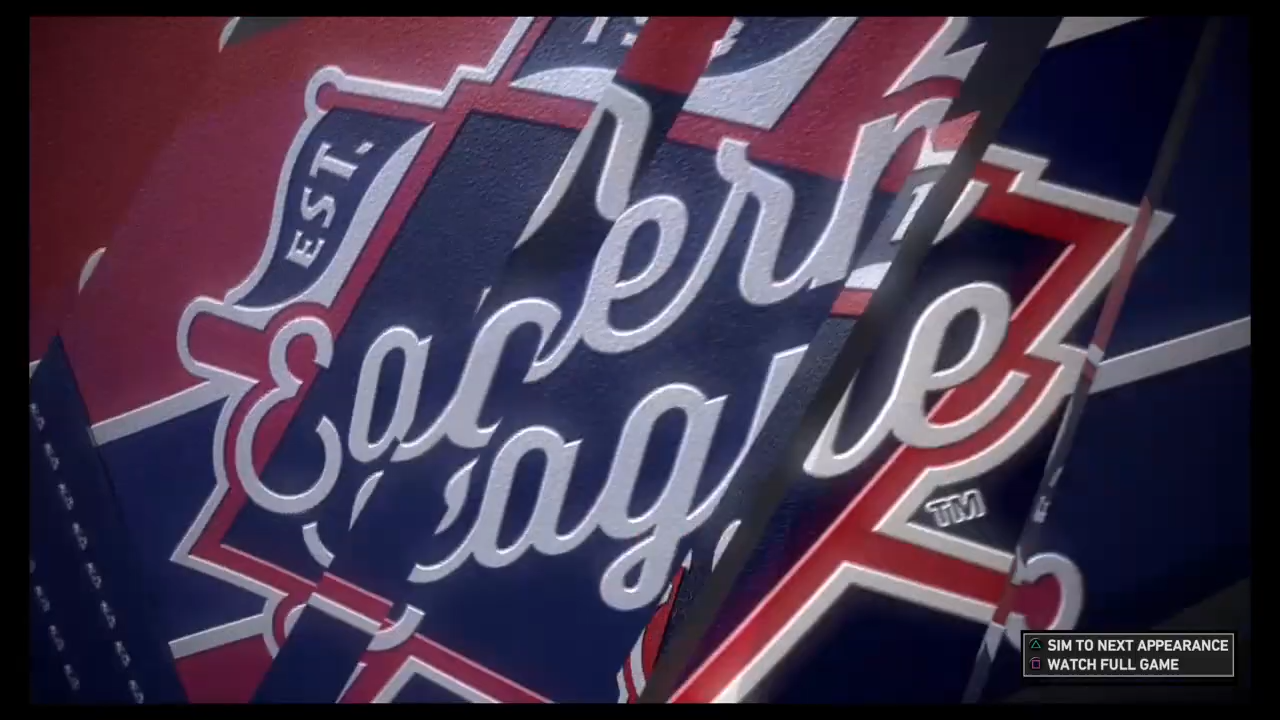 EST.
Eastern
League
TM
SIM TO NEXT APPEARANCE
WATCH FULL GAME